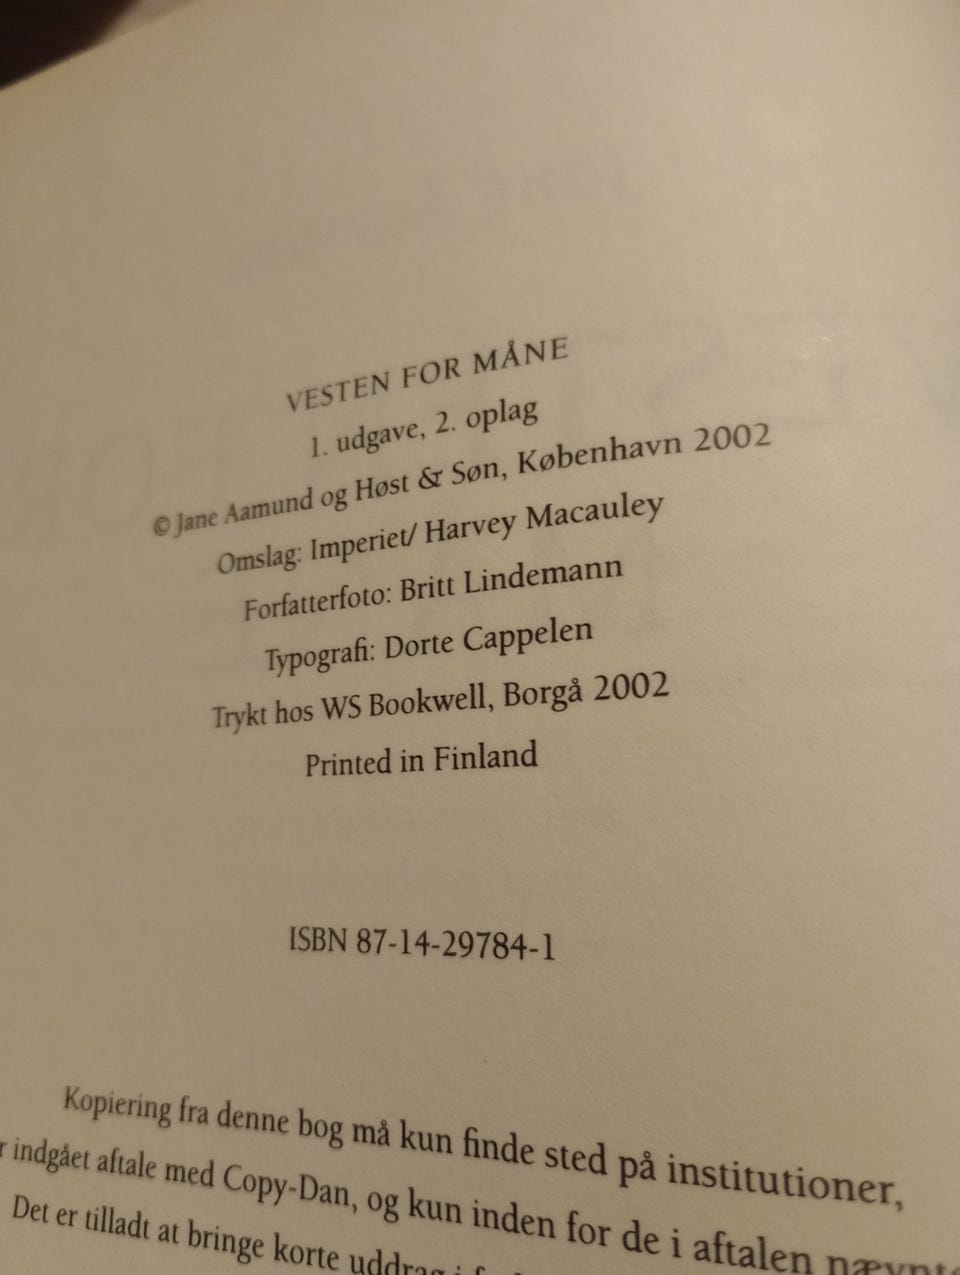 VESTEN FOR MÅNE
1. udgave, 2. oplag
© Jane Aamund og Høst & Søn, København 2002
Omslag: Imperiet/ Harvey Macauley
Forfatterfoto: Britt Lindemann
Typografi: Dorte Cappelen
Trykt hos WS Bookwell, Borgå 2002
Printed in Finland
ISBN 87-14-29784-1
Kopiering fra denne bog må kun finde sted på institutioner,
r indgået aftale med Copy-Dan, og kun inden for de i aftalen
Det er tilladt at bringe korte uddrag i